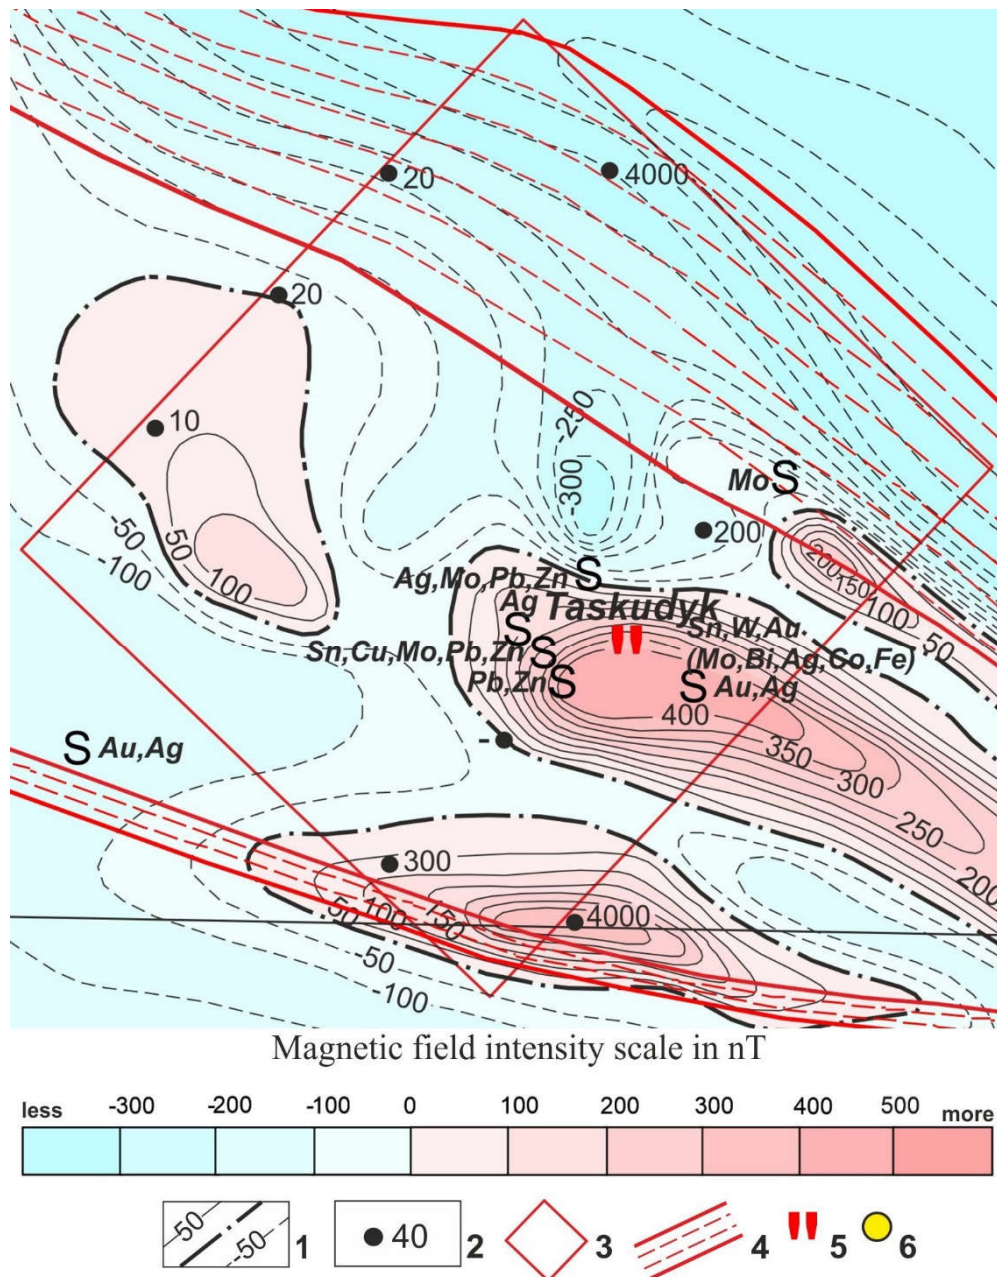 20
4000
20
-250
10
-300
Mo S
200
-50
-100
50
100
Ag,Mo,Pb,Zn S
200
150
100
50
Ag
S
Taskudyk
Sn,W,Au
(Mo,Bi,Ag,Co,Fe)
Sn,Cu,Mo,Pb,Zn S
Pb,Zn S
S Au,Ag
400
S Au,Ag
-
350
300
250
200
300
50
100
150
4000
-50
-100
Magnetic field intensity scale in nT
less -300 -200 -100 0 100 200 300 400 500 more
-50
-50
1
40 2
3
4
5
6